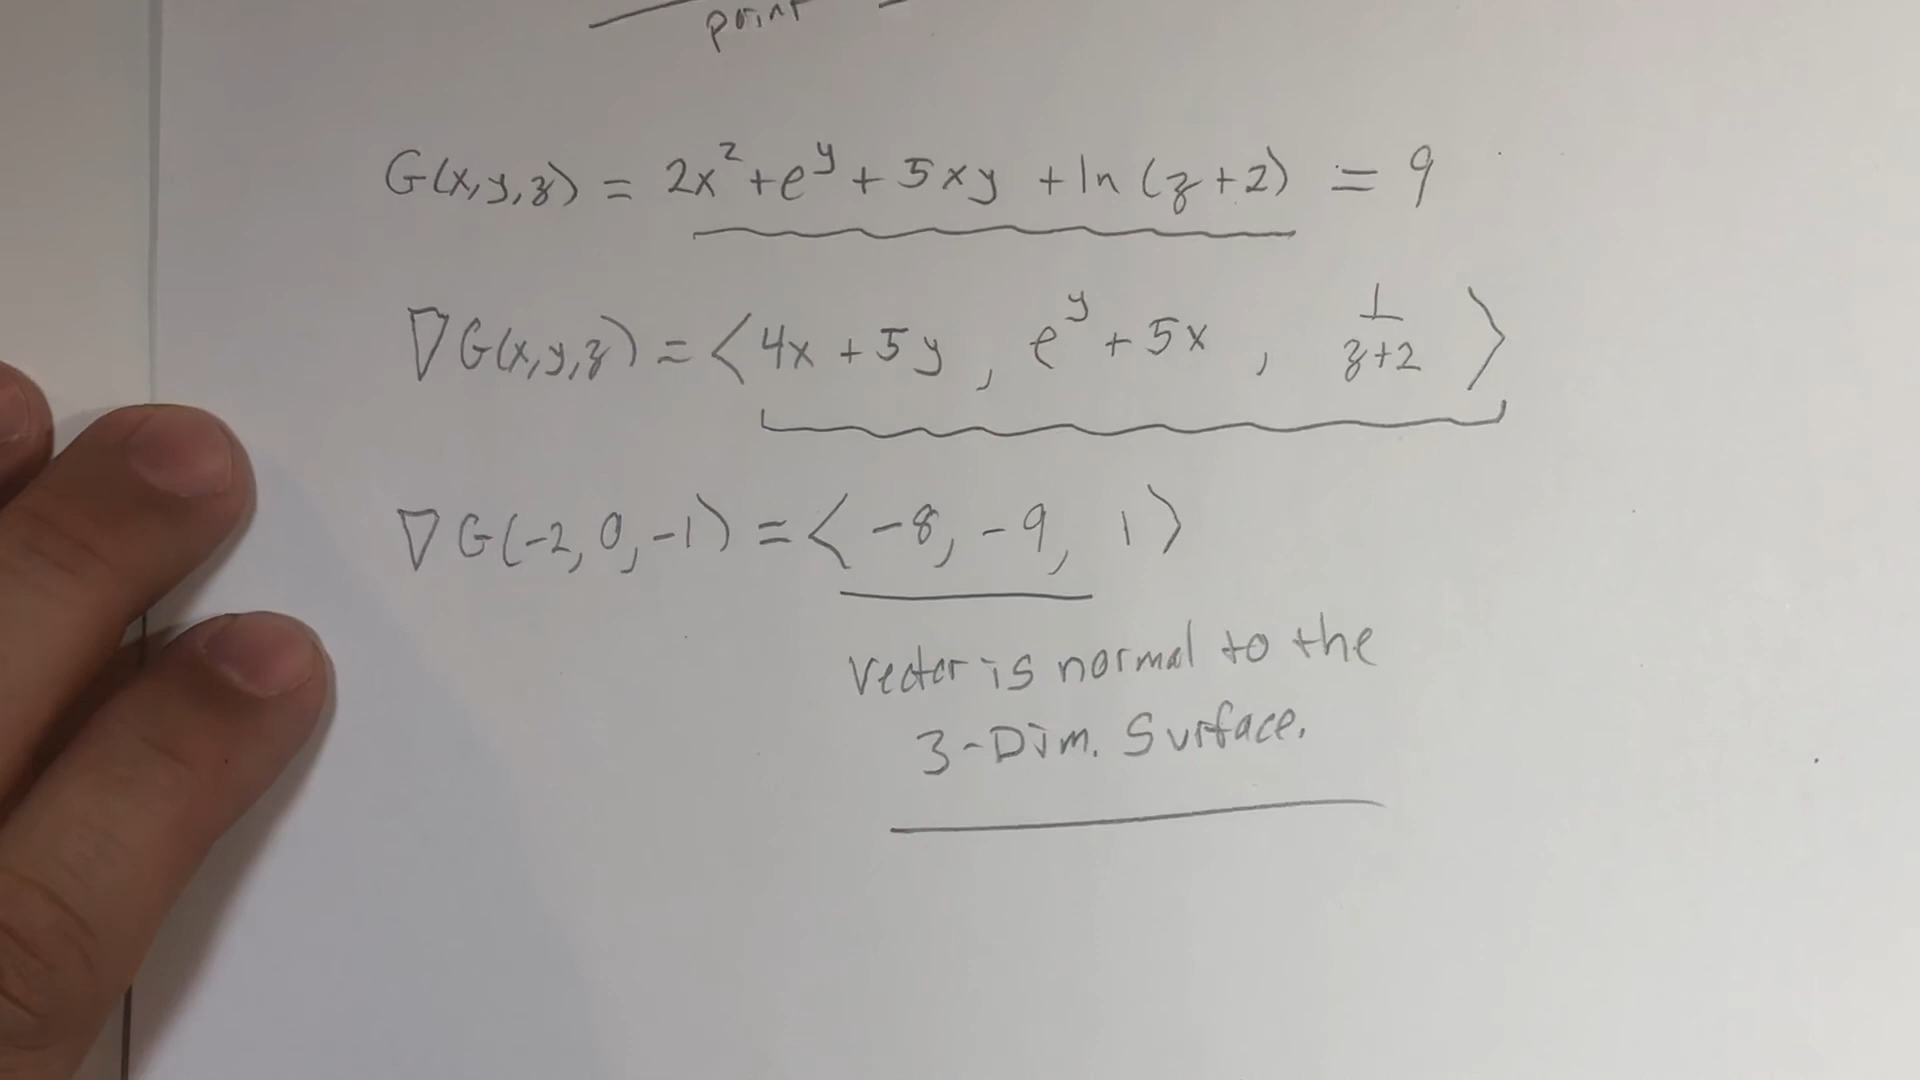 point
G(x,y,z) = 2x² + e^y + 5xy + ln(z+2) = 9
∇G(x,y,z) = ⟨4x + 5y, e^y + 5x, 1/(z+2)⟩
∇G(-2, 0, -1) = ⟨-8, -9, 1⟩
vector is normal to the
3-Dim. Surface.